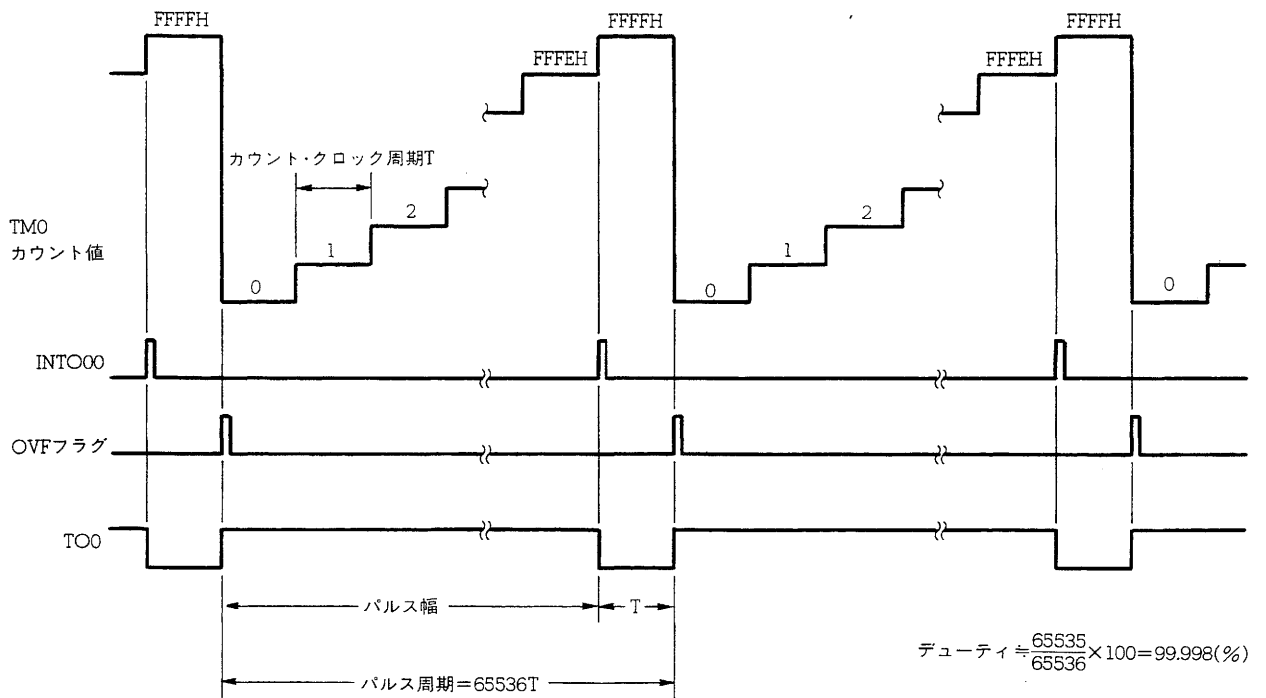 FFFFH
FFFFH
FFFFH
FFFEH
FFFEH
カウント・クロック周期T
TM0
カウント値
0
1
2
0
1
2
0
INTO00
OVFフラグ
TO0
パルス幅
T
パルス周期=65536T
デューティ≒65535/65536×100=99.998(%)